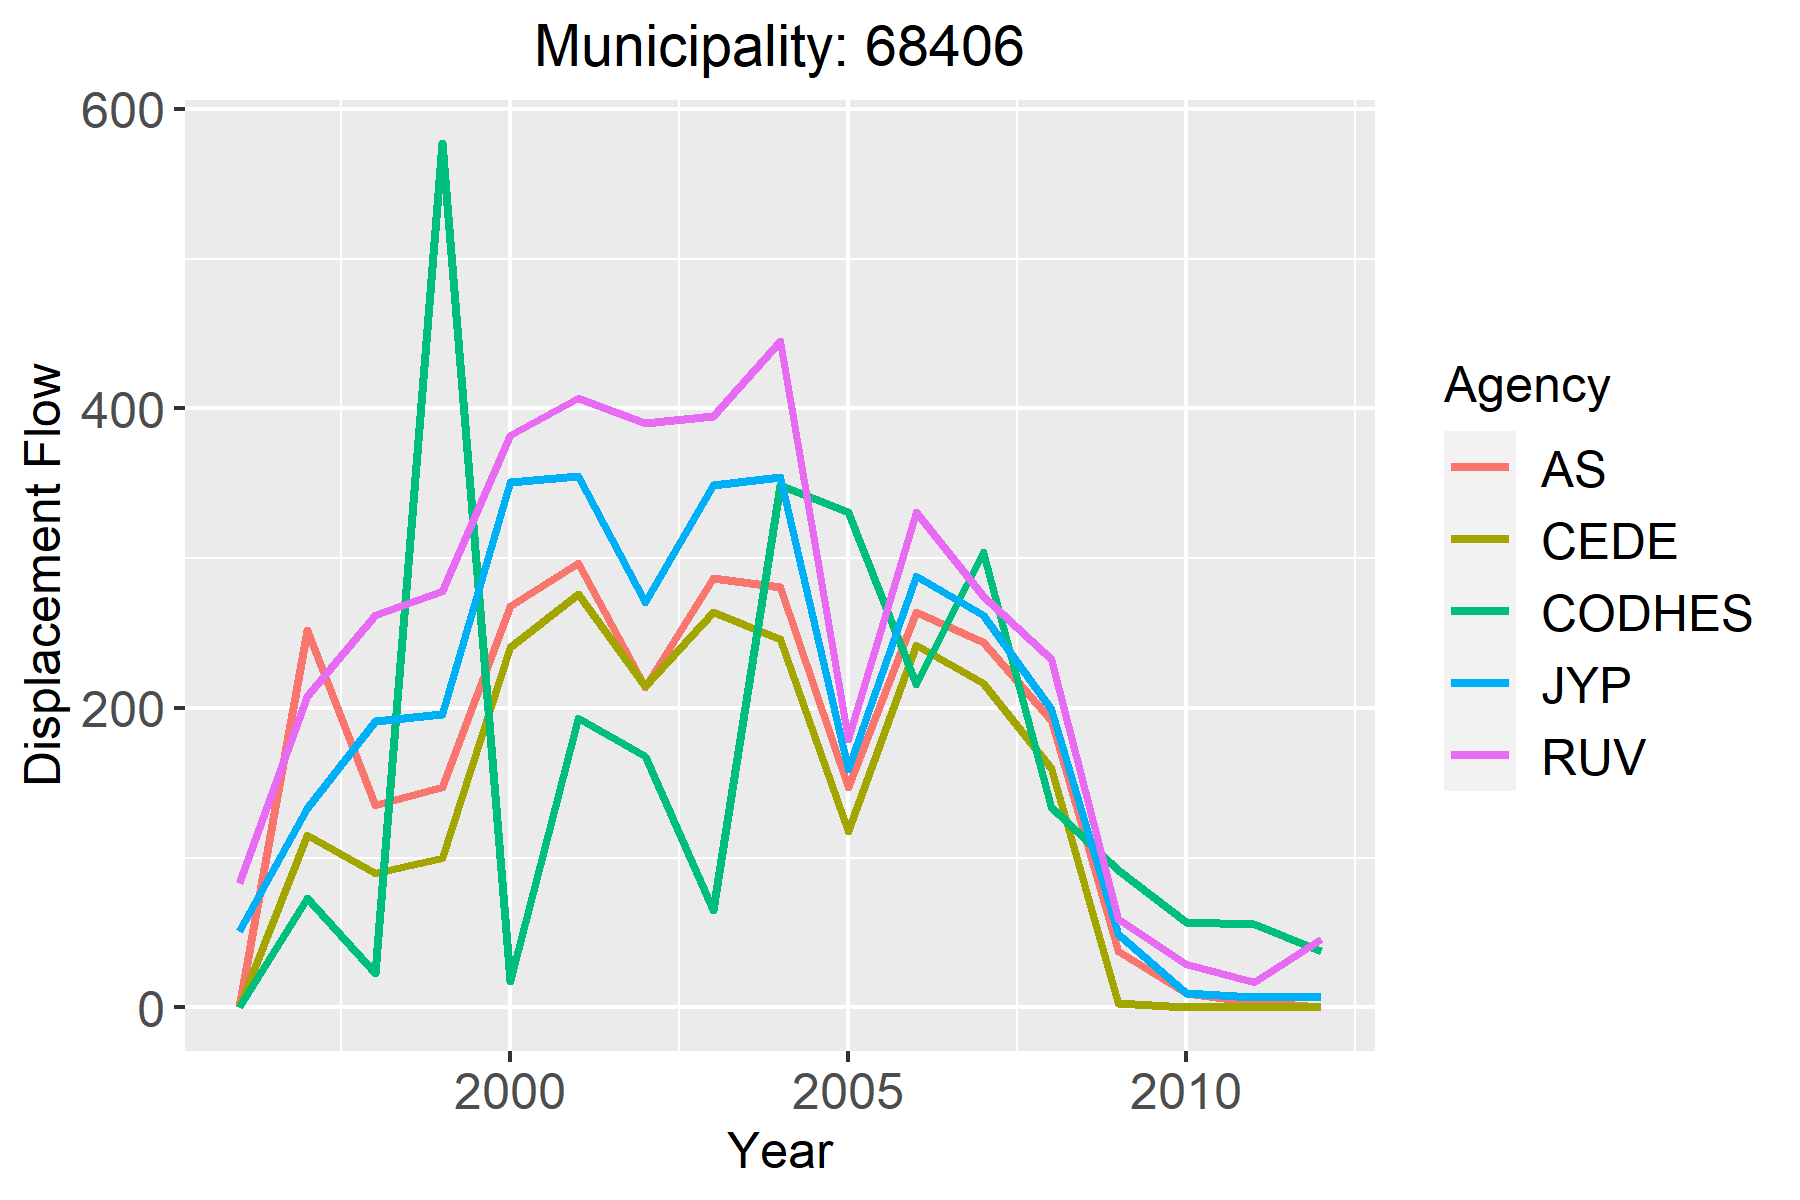 Municipality: 68406
600
400
200
0
Displacement Flow
2000
2005
2010
Year
Agency
AS
CEDE
CODHES
JYP
RUV